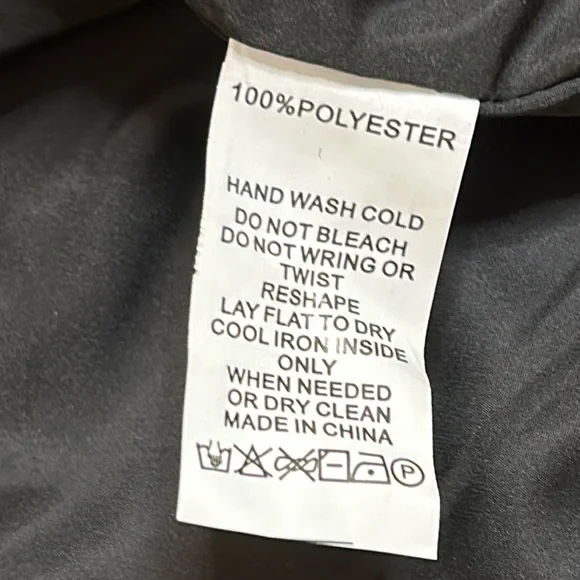 100%POLYESTER
HAND WASH COLD
DO NOT BLEACH
DO NOT WRING OR
TWIST
RESHAPE
LAY FLAT TO DRY
COOL IRON INSIDE
ONLY
WHEN NEEDED
OR DRY CLEAN
MADE IN CHINA
P